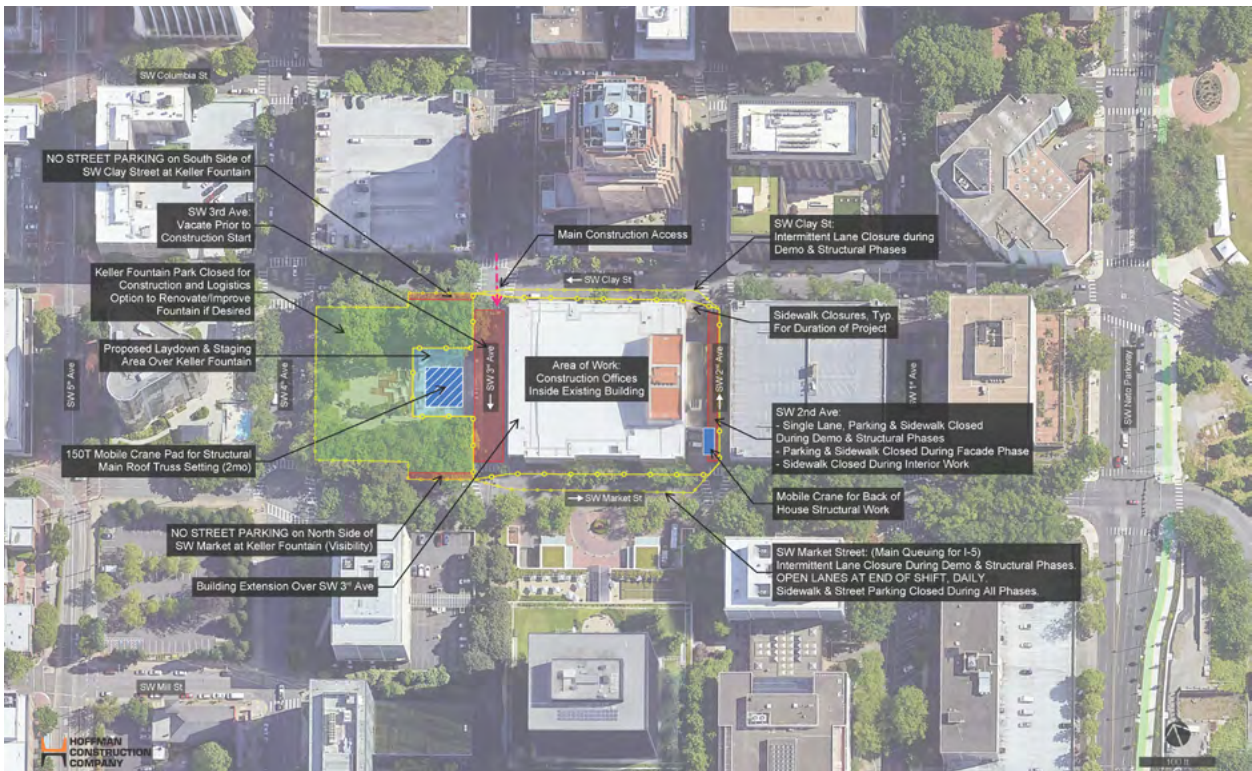 SW Columbia St
NO STREET PARKING on South Side of
SW Clay Street at Keller Fountain
SW 3rd Ave:
Vacate Prior to
Construction Start
Main Construction Access
SW Clay St:
Intermittent Lane Closure during
Demo & Structural Phases
Keller Fountain Park Closed for
Construction and Logistics
Option to Renovate/Improve
Fountain if Desired
SW Clay St
Sidewalk Closures, Typ.
For Duration of Project
Proposed Laydown & Staging
Area Over Keller Fountain
Area of Work:
Construction Offices
Inside Existing Building
SW 5th Ave
SW 4th Ave
SW 3rd Ave
SW 2nd Ave
SW 1st Ave
SW Naito Parkway
SW 2nd Ave:
- Single Lane, Parking & Sidewalk Closed
During Demo & Structural Phases
- Parking & Sidewalk Closed During Facade Phase
- Sidewalk Closed During Interior Work
150T Mobile Crane Pad for Structural
Main Roof Truss Setting (2mo)
SW Market St
Mobile Crane for Back of
House Structural Work
NO STREET PARKING on North Side of
SW Market at Keller Fountain (Visibility)
SW Market Street: (Main Queuing for I-5)
Intermittent Lane Closure During Demo & Structural Phases.
OPEN LANES AT END OF SHIFT, DAILY.
Sidewalk & Street Parking Closed During All Phases.
Building Extension Over SW 3rd Ave
SW Mill St
HOFFMAN
CONSTRUCTION
COMPANY
100 ft